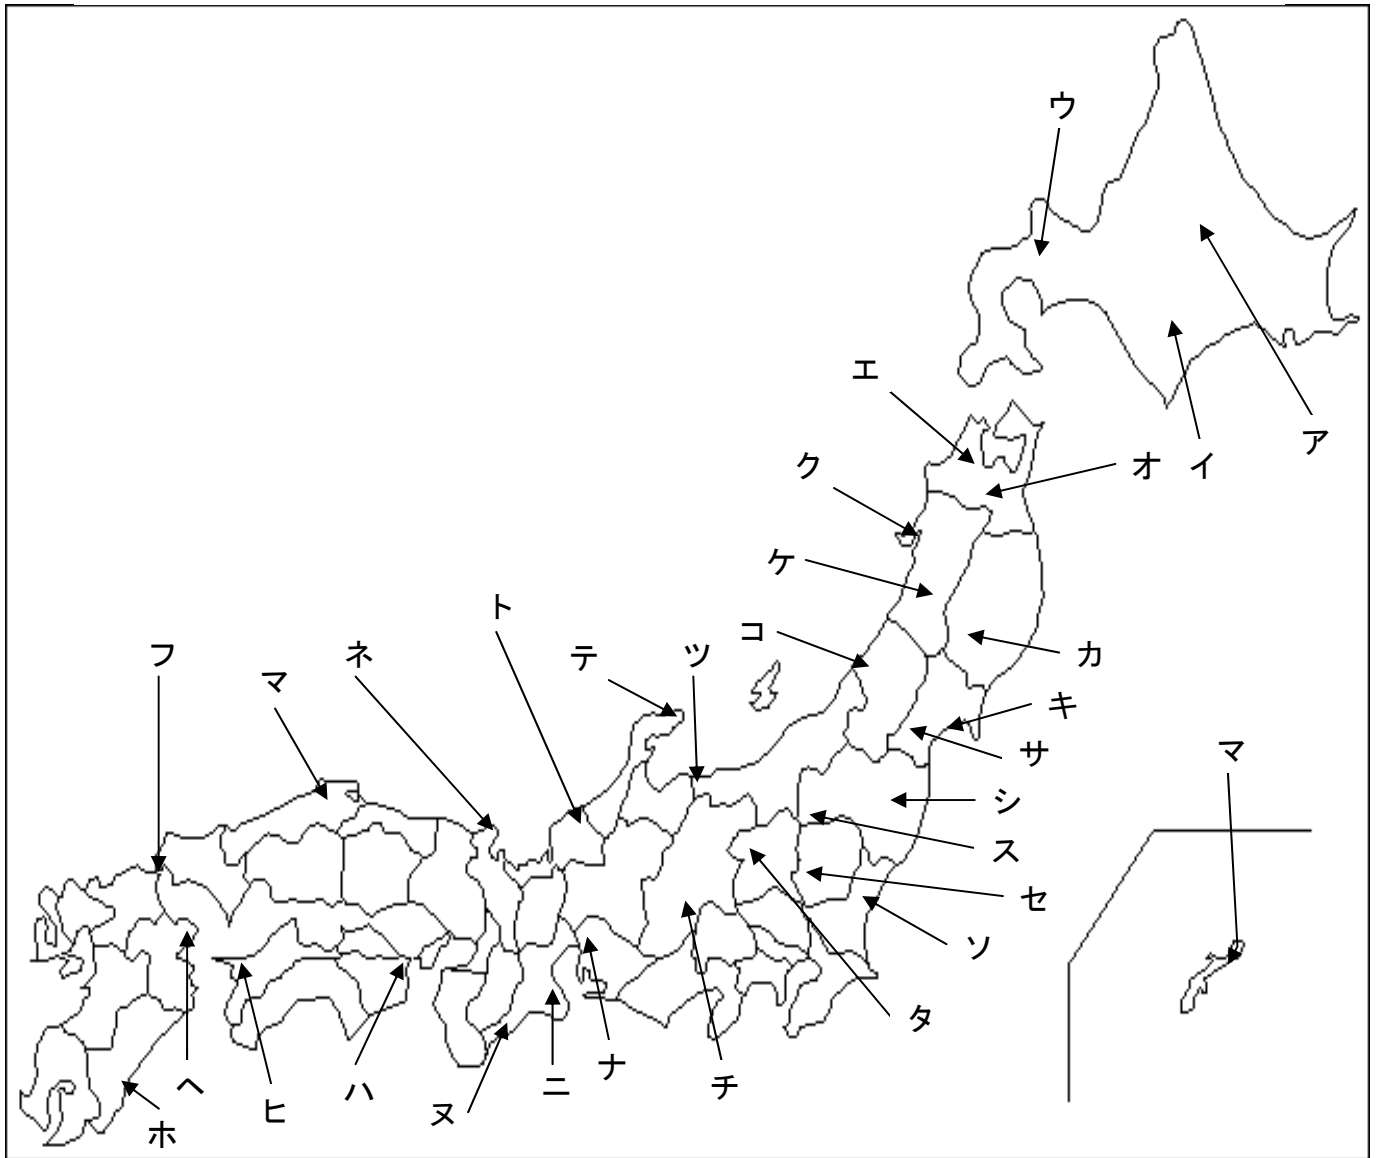 ウ
エ
ア
ク
オ
イ
ケ
ト
コ
フ
ネ
テ
ツ
カ
マ
キ
サ
マ
シ
ス
セ
ソ
タ
ナ
チ
ヘ
ハ
ニ
ヒ
ヌ
ホ